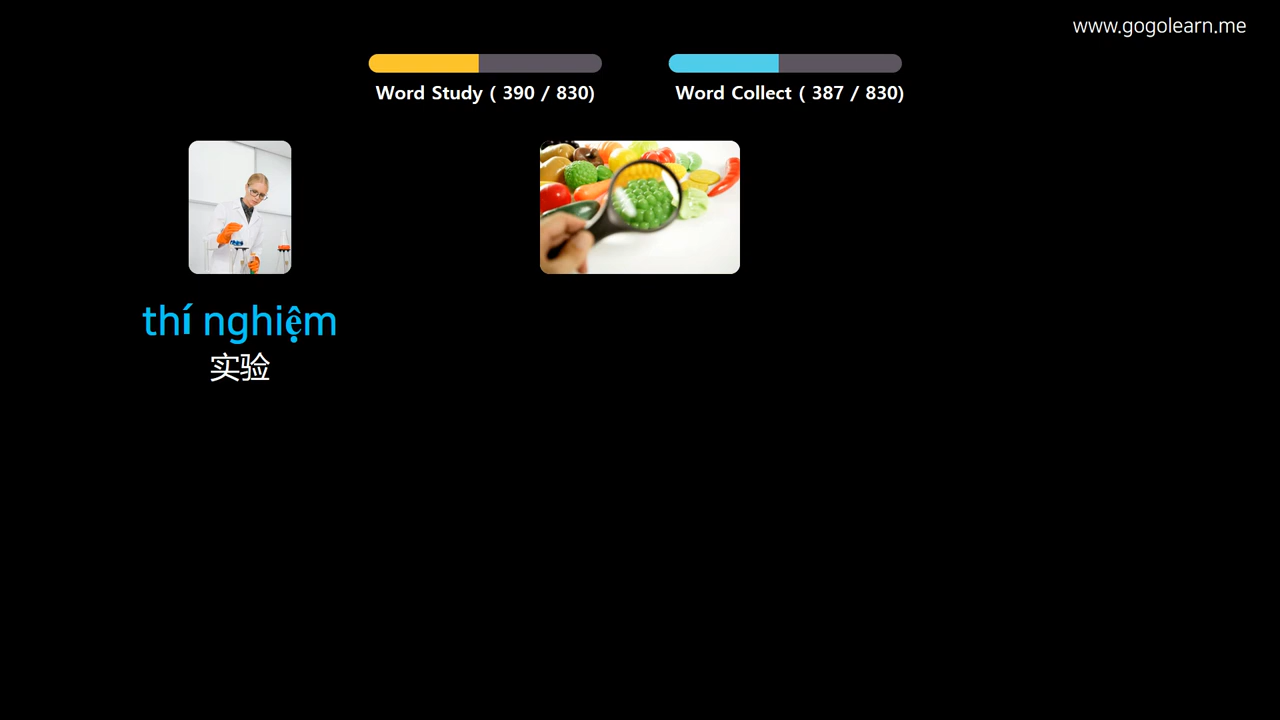 www.gogolearn.me
Word Study ( 390 / 830)
Word Collect ( 387 / 830)
thí nghiệm
实验